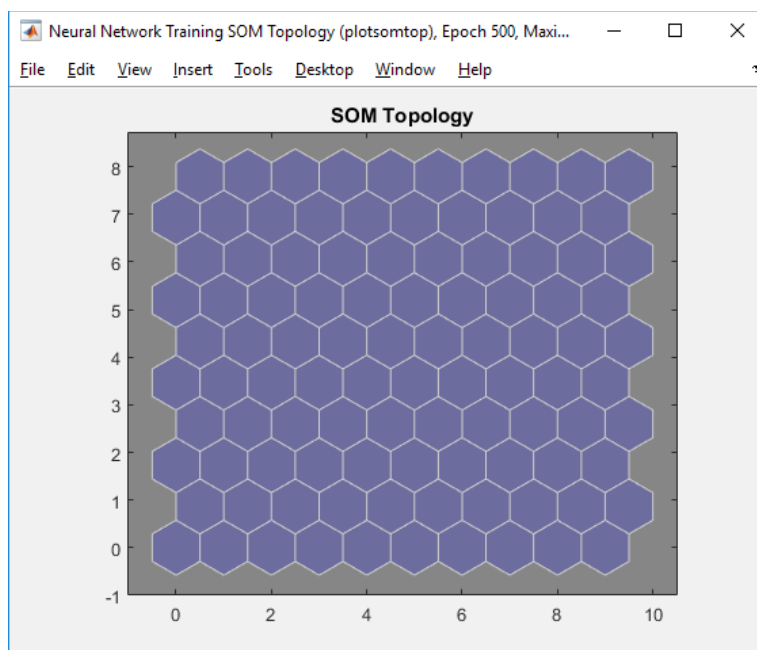 Neural Network Training SOM Topology (plotsomtop), Epoch 500, Maxi...
File Edit View Insert Tools Desktop Window Help
SOM Topology
8
7
6
5
4
3
2
1
0
-1
0 2 4 6 8 10